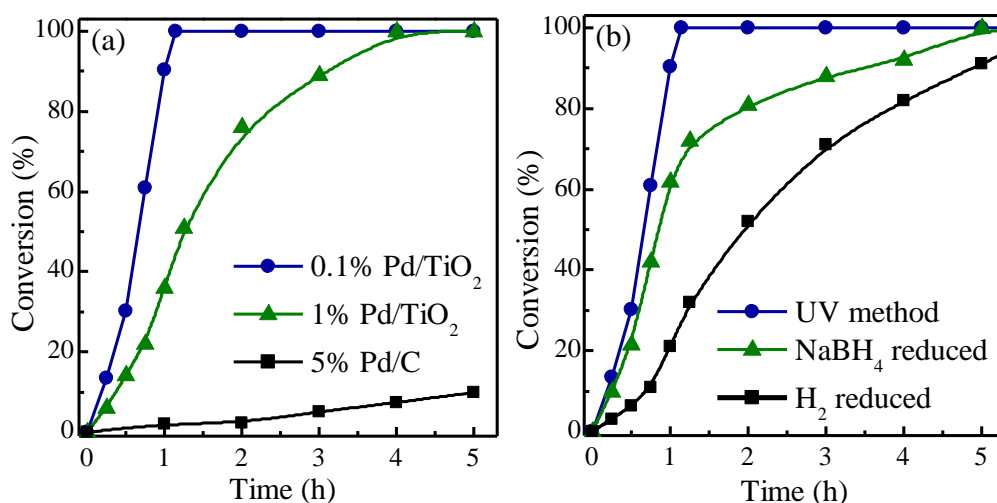 (a)
Conversion (%)
100
80
60
40
20
0
0.1% Pd/TiO₂
1% Pd/TiO₂
5% Pd/C
0 1 2 3 4 5
Time (h)
(b)
Conversion (%)
100
80
60
40
20
0
UV method
NaBH₄ reduced
H₂ reduced
0 1 2 3 4 5
Time (h)